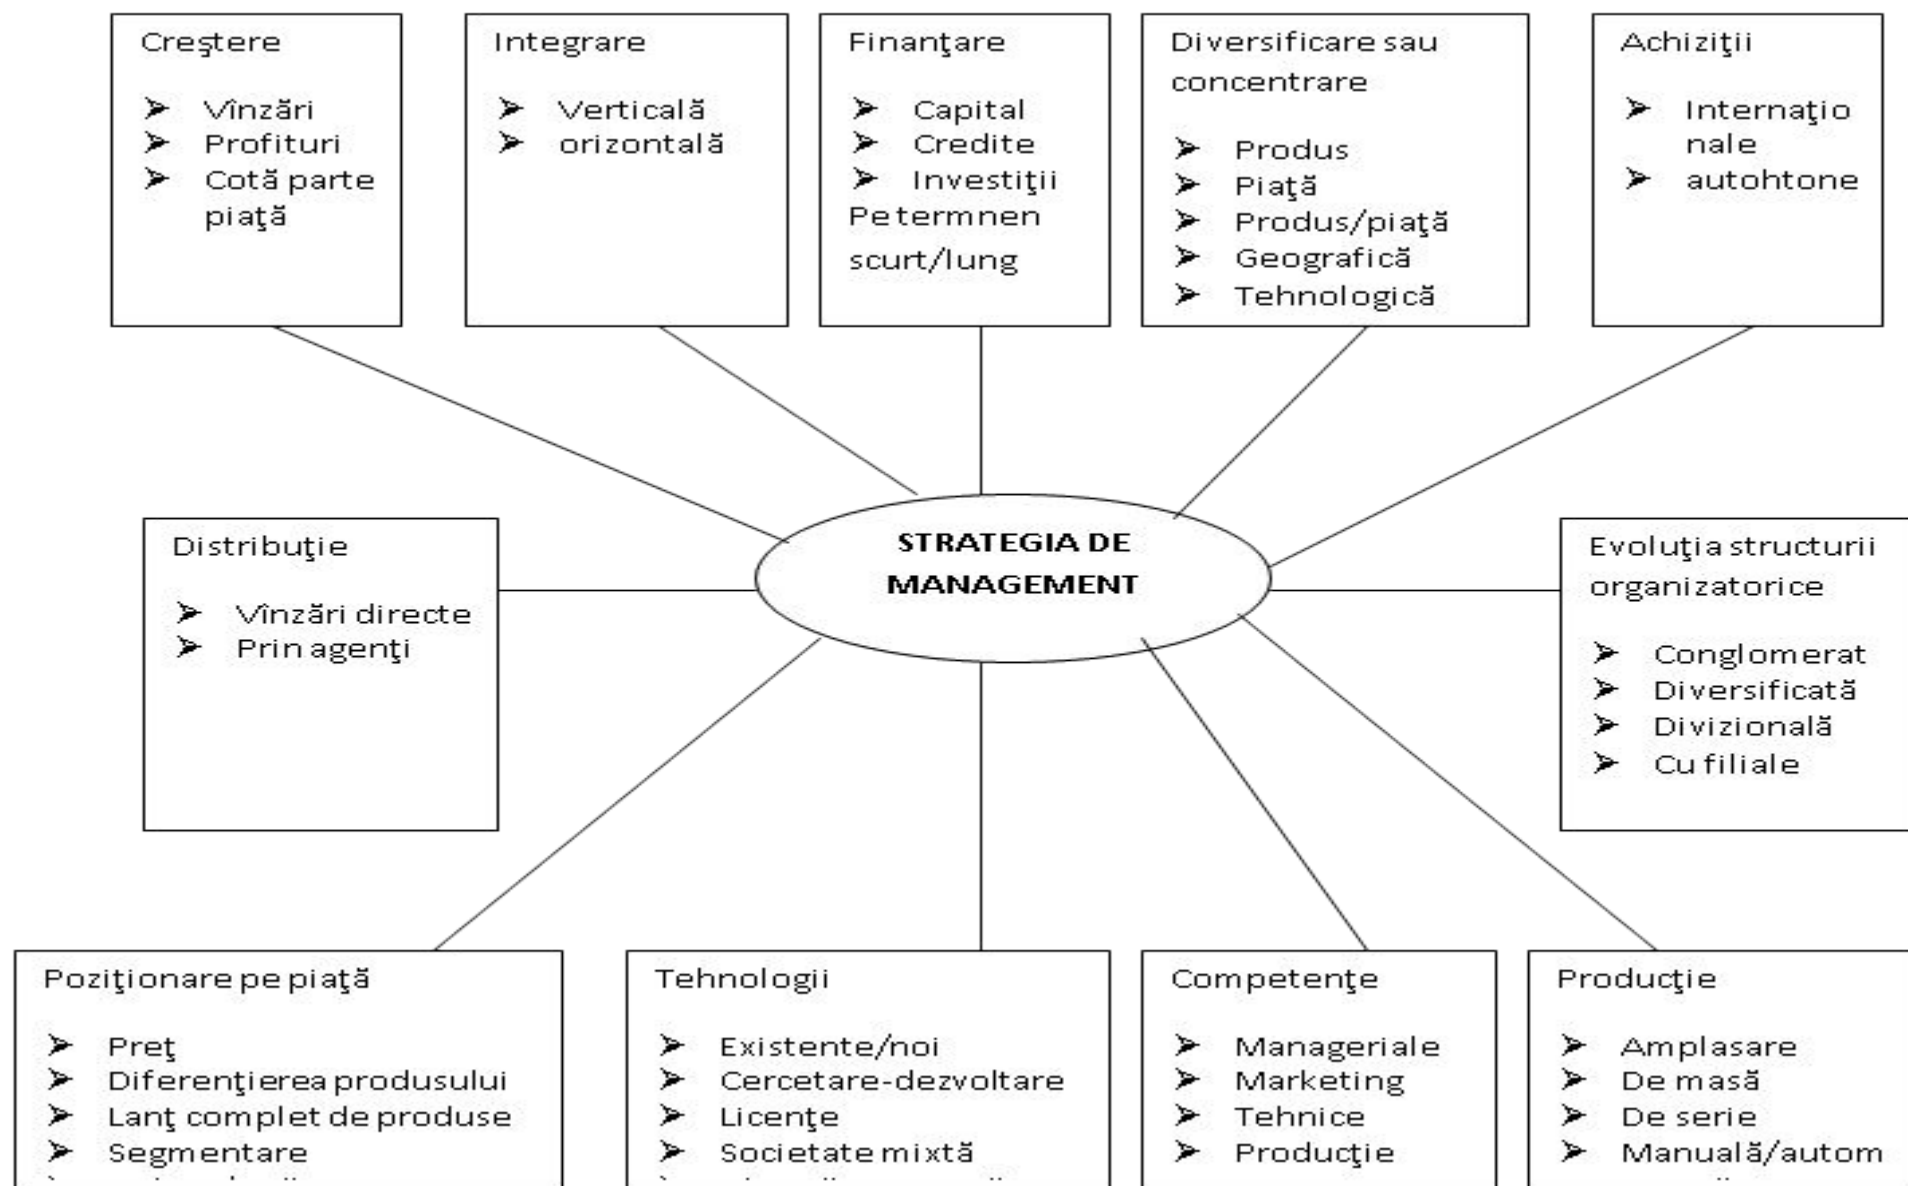 Creştere
➤ Vînzări
➤ Profituri
➤ Cotă parte
piaţă
Integrare
➤ Verticală
➤ orizontală
Finanţare
➤ Capital
➤ Credite
➤ Investiţii
Pe termnen
scurt/lung
Diversificare sau
concentrare
➤ Produs
➤ Piaţă
➤ Produs/piaţă
➤ Geografică
➤ Tehnologică
Achiziţii
➤ Internaţio
nale
➤ autohtone
Distribuţie
➤ Vînzări directe
➤ Prin agenţi
STRATEGIA DE
MANAGEMENT
Evoluţia structurii
organizatorice
➤ Conglomerat
➤ Diversificată
➤ Divizională
➤ Cu filiale
Poziţionare pe piaţă
➤ Preţ
➤ Diferenţierea produsului
➤ Lanţ complet de produse
➤ Segmentare
Tehnologii
➤ Existente/noi
➤ Cercetare-dezvoltare
➤ Licenţe
➤ Societate mixtă
Competenţe
➤ Manageriale
➤ Marketing
➤ Tehnice
➤ Producţie
Producţie
➤ Amplasare
➤ De masă
➤ De serie
➤ Manuală/autom